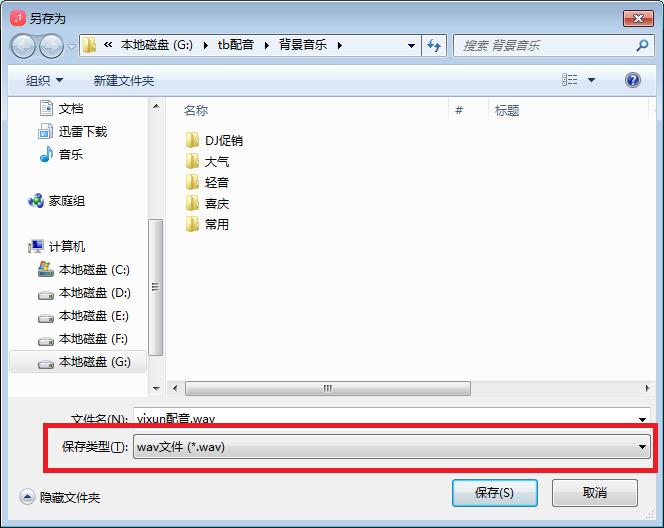 另存为
« 本地磁盘 (G:) ▸ tb配音 ▸ 背景音乐 ▸
搜索 背景音乐
组织 ▼ 新建文件夹
名称 # 标题
文档
迅雷下载
音乐
家庭组
计算机
本地磁盘 (C:)
本地磁盘 (D:)
本地磁盘 (E:)
本地磁盘 (F:)
本地磁盘 (G:)
DJ促销
大气
轻音
喜庆
常用
文件名(N): yixun配音.wav
保存类型(T): wav文件 (*.wav)
隐藏文件夹
保存(S) 取消